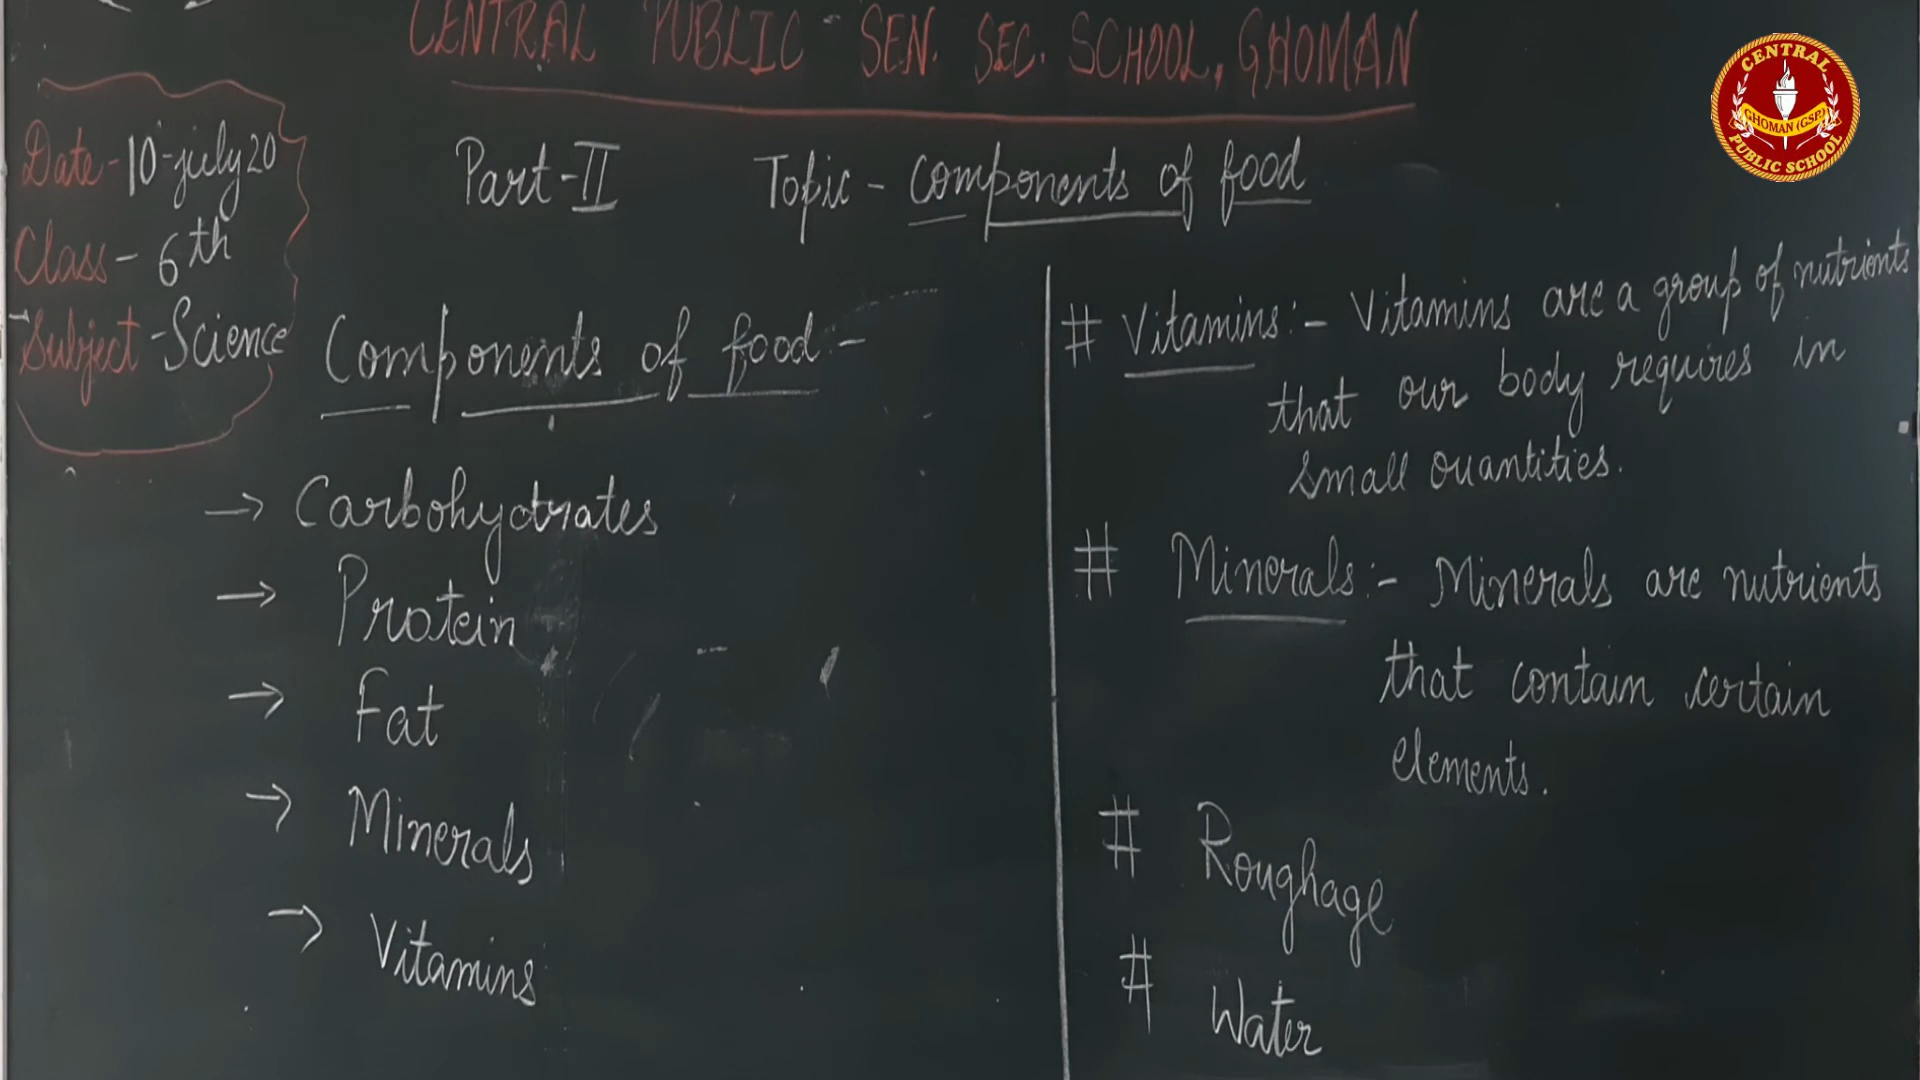 CENTRAL PUBLIC SEN. SEC. SCHOOL, GHOMAN
CENTRAL
GHOMAN (GSP)
PUBLIC SCHOOL
Date - 10 - july 20
Class - 6th
Subject - Science
Part - II Topic - components of food
Components of food :-
→ Carbohydrates
→ Protein
→ Fat
→ Minerals
→ Vitamins
# Vitamins :- Vitamins are a group of nutrients
that our body requires in
small quantities.
# Minerals :- Minerals are nutrients
that contain certain
elements.
# Roughage
# Water